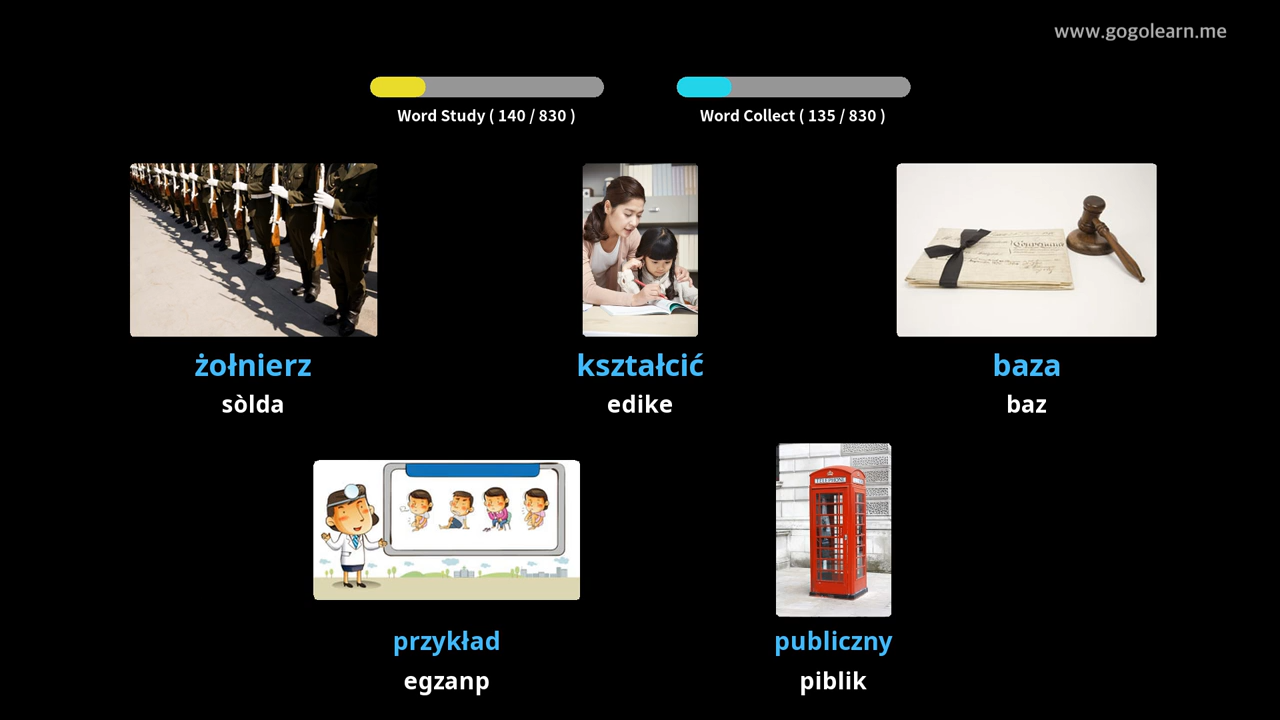 www.gogolearn.me
Word Study ( 140 / 830 )
Word Collect ( 135 / 830 )
żołnierz
sòlda
kształcić
edike
baza
baz
TELEPHONE
przykład
egzanp
publiczny
piblik